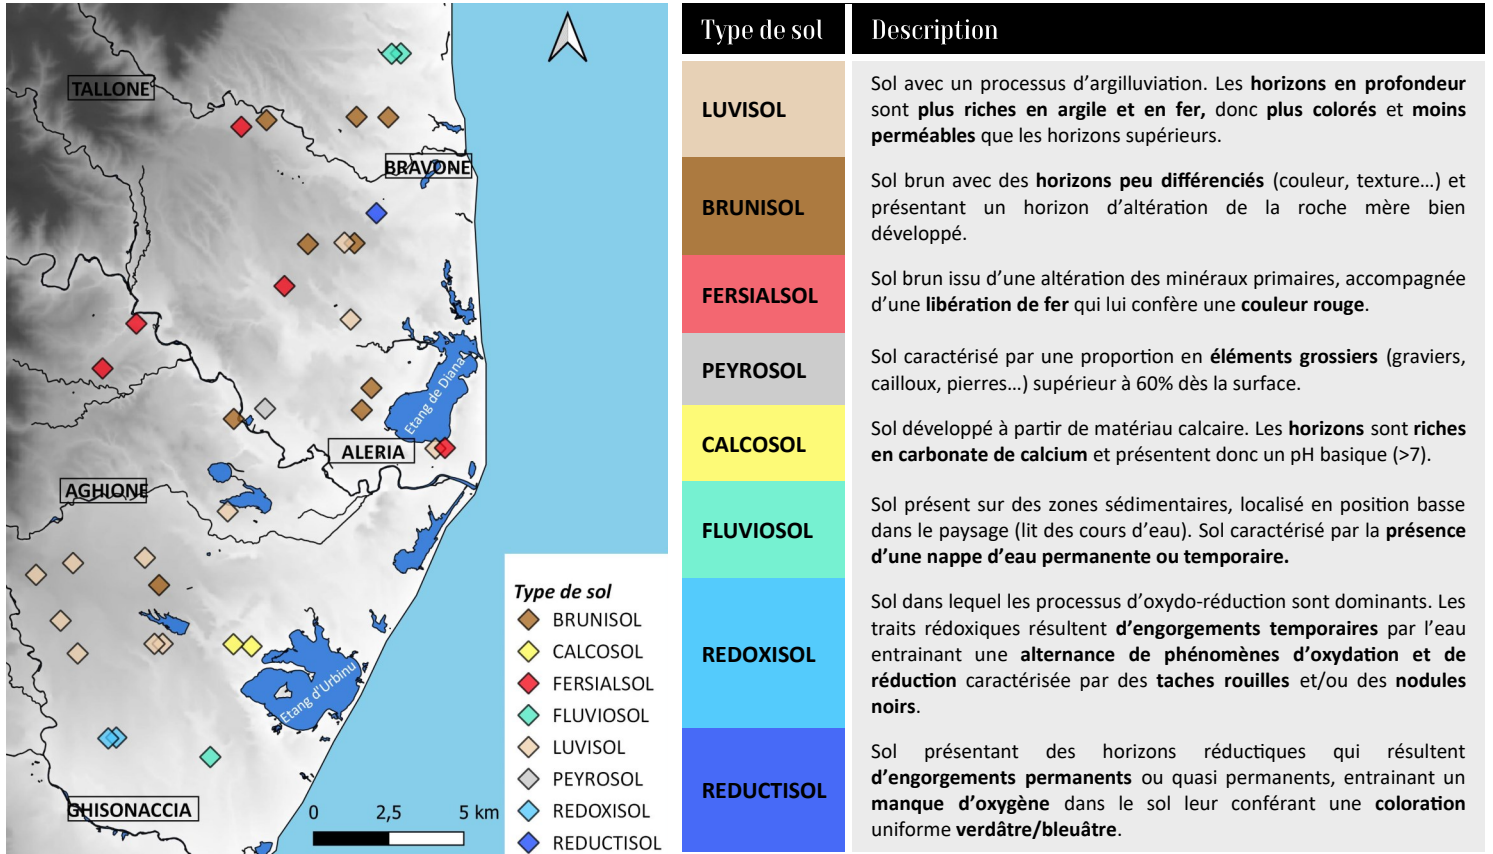 TALLONE
BRAVONE
Etang de Diana
ALERIA
AGHIONE
Etang d'Urbinu
GHISONACCIA
0 2,5 5 km
Type de sol
BRUNISOL
CALCOSOL
FERSIALSOL
FLUVIOSOL
LUVISOL
PEYROSOL
REDOXISOL
REDUCTISOL
Type de sol Description
LUVISOL
Sol avec un processus d'argilluviation. Les horizons en profondeur
sont plus riches en argile et en fer, donc plus colorés et moins
perméables que les horizons supérieurs.
BRUNISOL
Sol brun avec des horizons peu différenciés (couleur, texture...) et
présentant un horizon d'altération de la roche mère bien
développé.
FERSIALSOL
Sol brun issu d'une altération des minéraux primaires, accompagnée
d'une libération de fer qui lui confère une couleur rouge.
PEYROSOL
Sol caractérisé par une proportion en éléments grossiers (graviers,
cailloux, pierres...) supérieur à 60% dès la surface.
CALCOSOL
Sol développé à partir de matériau calcaire. Les horizons sont riches
en carbonate de calcium et présentent donc un pH basique (>7).
FLUVIOSOL
Sol présent sur des zones sédimentaires, localisé en position basse
dans le paysage (lit des cours d'eau). Sol caractérisé par la présence
d'une nappe d'eau permanente ou temporaire.
REDOXISOL
Sol dans lequel les processus d'oxydo-réduction sont dominants. Les
traits rédoxiques résultent d'engorgements temporaires par l'eau
entrainant une alternance de phénomènes d'oxydation et de
réduction caractérisée par des taches rouilles et/ou des nodules
noirs.
REDUCTISOL
Sol présentant des horizons réductiques qui résultent
d'engorgements permanents ou quasi permanents, entrainant un
manque d'oxygène dans le sol leur conférant une coloration
uniforme verdâtre/bleuâtre.